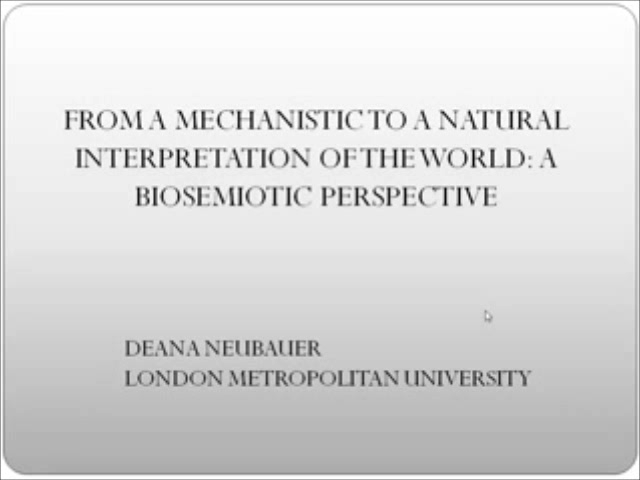 FROM A MECHANISTIC TO A NATURAL
INTERPRETATION OF THE WORLD: A
BIOSEMIOTIC PERSPECTIVE
DEANA NEUBAUER
LONDON METROPOLITAN UNIVERSITY